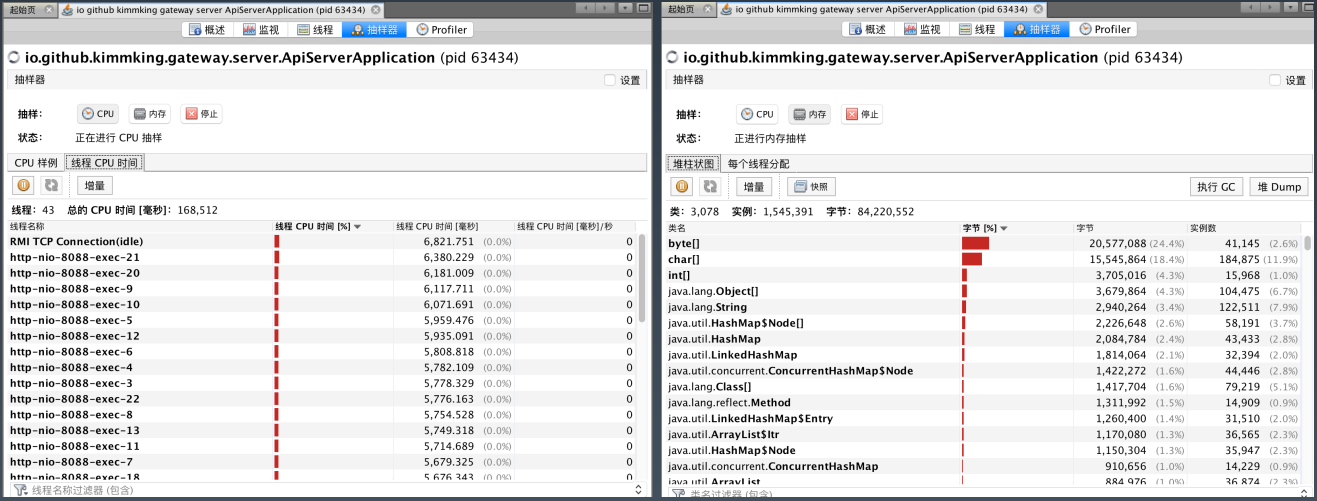 起始页
io github kimmking gateway server ApiServerApplication (pid 63434)
概述 监视 线程 抽样器 Profiler
io.github.kimmking.gateway.server.ApiServerApplication (pid 63434)
抽样器 设置
抽样: CPU 内存 停止
状态: 正在进行 CPU 抽样
CPU 样例 线程 CPU 时间
增量
线程: 43 总的 CPU 时间 [毫秒]: 168,512
线程名称 线程 CPU 时间 [%] 线程 CPU 时间 [毫秒] 线程 CPU 时间 [毫秒]/秒
RMI TCP Connection(idle) 6,821.751 (0.0%) 0
http-nio-8088-exec-21 6,380.229 (0.0%) 0
http-nio-8088-exec-20 6,181.009 (0.0%) 0
http-nio-8088-exec-9 6,117.711 (0.0%) 0
http-nio-8088-exec-10 6,071.691 (0.0%) 0
http-nio-8088-exec-5 5,959.476 (0.0%) 0
http-nio-8088-exec-12 5,935.091 (0.0%) 0
http-nio-8088-exec-6 5,808.818 (0.0%) 0
http-nio-8088-exec-4 5,782.109 (0.0%) 0
http-nio-8088-exec-3 5,778.329 (0.0%) 0
http-nio-8088-exec-22 5,776.163 (0.0%) 0
http-nio-8088-exec-8 5,754.528 (0.0%) 0
http-nio-8088-exec-13 5,749.318 (0.0%) 0
http-nio-8088-exec-11 5,714.689 (0.0%) 0
http-nio-8088-exec-7 5,679.325 (0.0%) 0
http-nio-8088-exec-18 5,676.343 (0.0%) 0
线程名称过滤器 (包含)
起始页
io github kimmking gateway server ApiServerApplication (pid 63434)
概述 监视 线程 抽样器 Profiler
io.github.kimmking.gateway.server.ApiServerApplication (pid 63434)
抽样器 设置
抽样: CPU 内存 停止
状态: 正进行内存抽样
堆柱状图 每个线程分配
增量 快照 执行 GC 堆 Dump
类: 3,078 实例: 1,545,391 字节: 84,220,552
类名 字节 [%] 字节 实例数
byte[] 20,577,088 (24.4%) 41,145 (2.6%)
char[] 15,545,864 (18.4%) 184,875 (11.9%)
int[] 3,705,016 (4.3%) 15,968 (1.0%)
java.lang.Object[] 3,679,864 (4.3%) 104,475 (6.7%)
java.lang.String 2,940,264 (3.4%) 122,511 (7.9%)
java.util.HashMap$Node[] 2,226,648 (2.6%) 58,191 (3.7%)
java.util.HashMap 2,084,784 (2.4%) 43,433 (2.8%)
java.util.LinkedHashMap 1,814,064 (2.1%) 32,394 (2.0%)
java.util.concurrent.ConcurrentHashMap$Node 1,422,272 (1.6%) 44,446 (2.8%)
java.lang.Class[] 1,417,704 (1.6%) 79,219 (5.1%)
java.lang.reflect.Method 1,311,992 (1.5%) 14,909 (0.9%)
java.util.LinkedHashMap$Entry 1,260,400 (1.4%) 31,510 (2.0%)
java.util.ArrayList$Itr 1,170,080 (1.3%) 36,565 (2.3%)
java.util.HashMap$Node 1,150,304 (1.3%) 35,947 (2.3%)
java.util.concurrent.ConcurrentHashMap 910,656 (1.0%) 14,229 (0.9%)
java.util.ArrayList 884,976 (1.0%) 36,874 (2.3%)
类名过滤器 (包含)